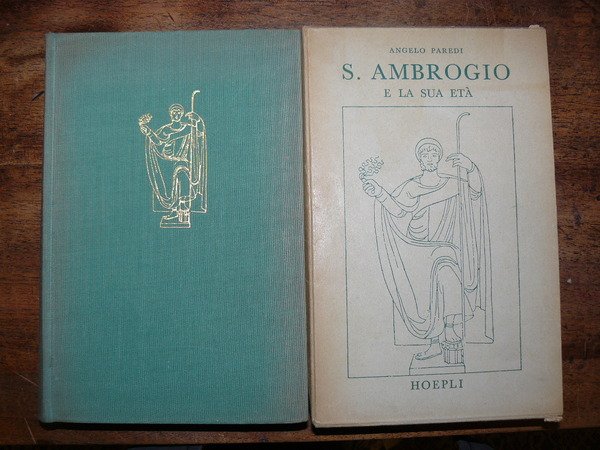 ANGELO PAREDI
S. AMBROGIO
E LA SUA ETÀ
HOEPLI